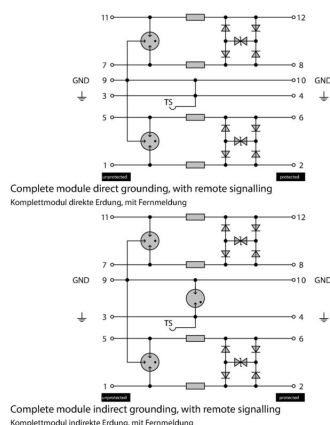 11 12
7 8
GND 9 10 GND
3 4
TS
5 6
1 2
unprotected protected
Complete module direct grounding, with remote signalling
Komplettmodul direkte Erdung, mit Fernmeldung
11 12
7 8
GND 9 10 GND
3 4
TS
5 6
1 2
unprotected protected
Complete module indirect grounding, with remote signalling
Komplettmodul indirekte Erdung, mit Fernmeldung